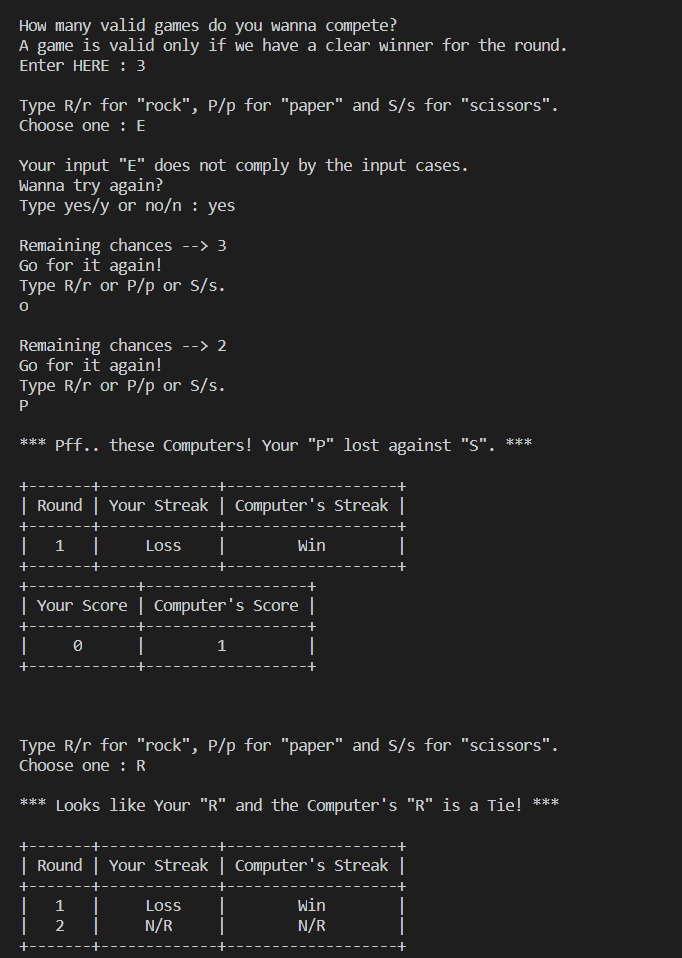 How many valid games do you wanna compete?
A game is valid only if we have a clear winner for the round.
Enter HERE : 3
Type R/r for "rock", P/p for "paper" and S/s for "scissors".
Choose one : E
Your input "E" does not comply by the input cases.
Wanna try again?
Type yes/y or no/n : yes
Remaining chances --> 3
Go for it again!
Type R/r or P/p or S/s.
o
Remaining chances --> 2
Go for it again!
Type R/r or P/p or S/s.
P
*** Pff.. these Computers! Your "P" lost against "S". ***
+-------+-------------+-------------------+
| Round | Your Streak | Computer's Streak |
+-------+-------------+-------------------+
|   1   |     Loss    |        Win        |
+-------+-------------+-------------------+
+------------+------------------+
| Your Score | Computer's Score |
+------------+------------------+
|     0      |        1         |
+------------+------------------+
Type R/r for "rock", P/p for "paper" and S/s for "scissors".
Choose one : R
*** Looks like Your "R" and the Computer's "R" is a Tie! ***
+-------+-------------+-------------------+
| Round | Your Streak | Computer's Streak |
+-------+-------------+-------------------+
|   1   |     Loss    |        Win        |
|   2   |     N/R     |        N/R        |
+-------+-------------+-------------------+